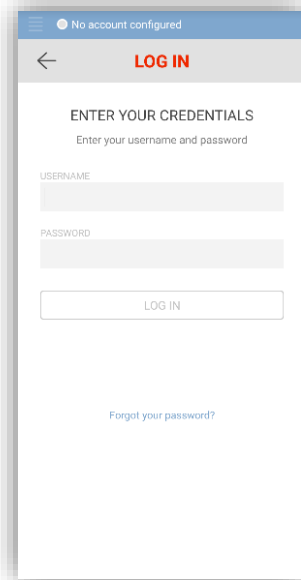 No account configured
LOG IN
ENTER YOUR CREDENTIALS
Enter your username and password
USERNAME
PASSWORD
LOG IN
Forgot your password?